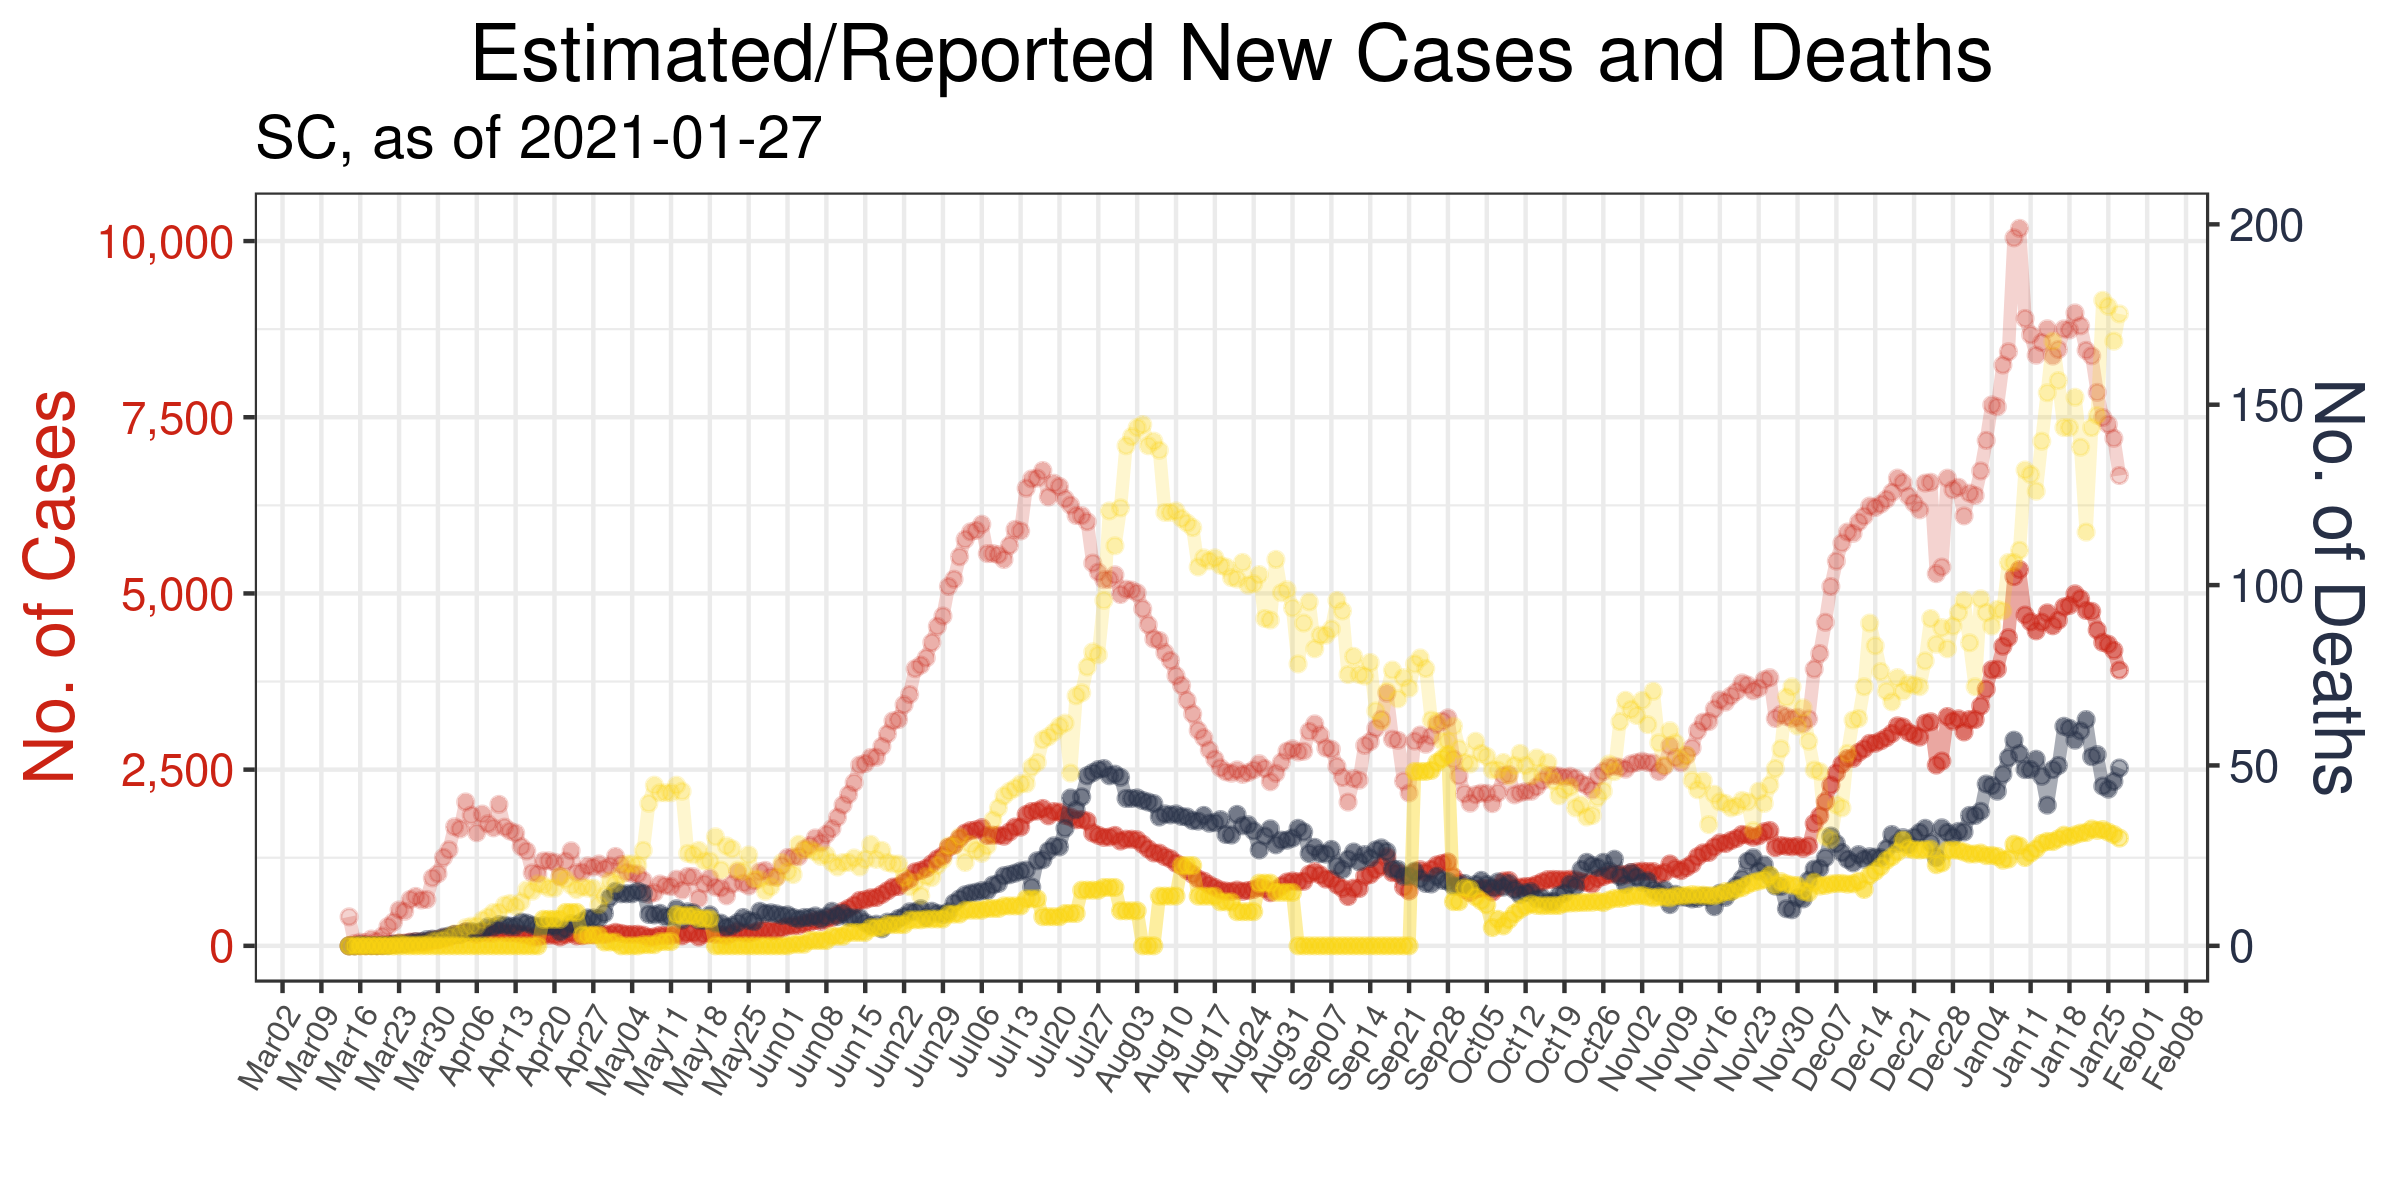 Estimated/Reported New Cases and Deaths
SC, as of 2021-01-27
No. of Cases
10,000
7,500
5,000
2,500
0
200
150
100
50
0
No. of Deaths
Mar02
Mar09
Mar16
Mar23
Mar30
Apr06
Apr13
Apr20
Apr27
May04
May11
May18
May25
Jun01
Jun08
Jun15
Jun22
Jun29
Jul06
Jul13
Jul20
Jul27
Aug03
Aug10
Aug17
Aug24
Aug31
Sep07
Sep14
Sep21
Sep28
Oct05
Oct12
Oct19
Oct26
Nov02
Nov09
Nov16
Nov23
Nov30
Dec07
Dec14
Dec21
Dec28
Jan04
Jan11
Jan18
Jan25
Feb01
Feb08